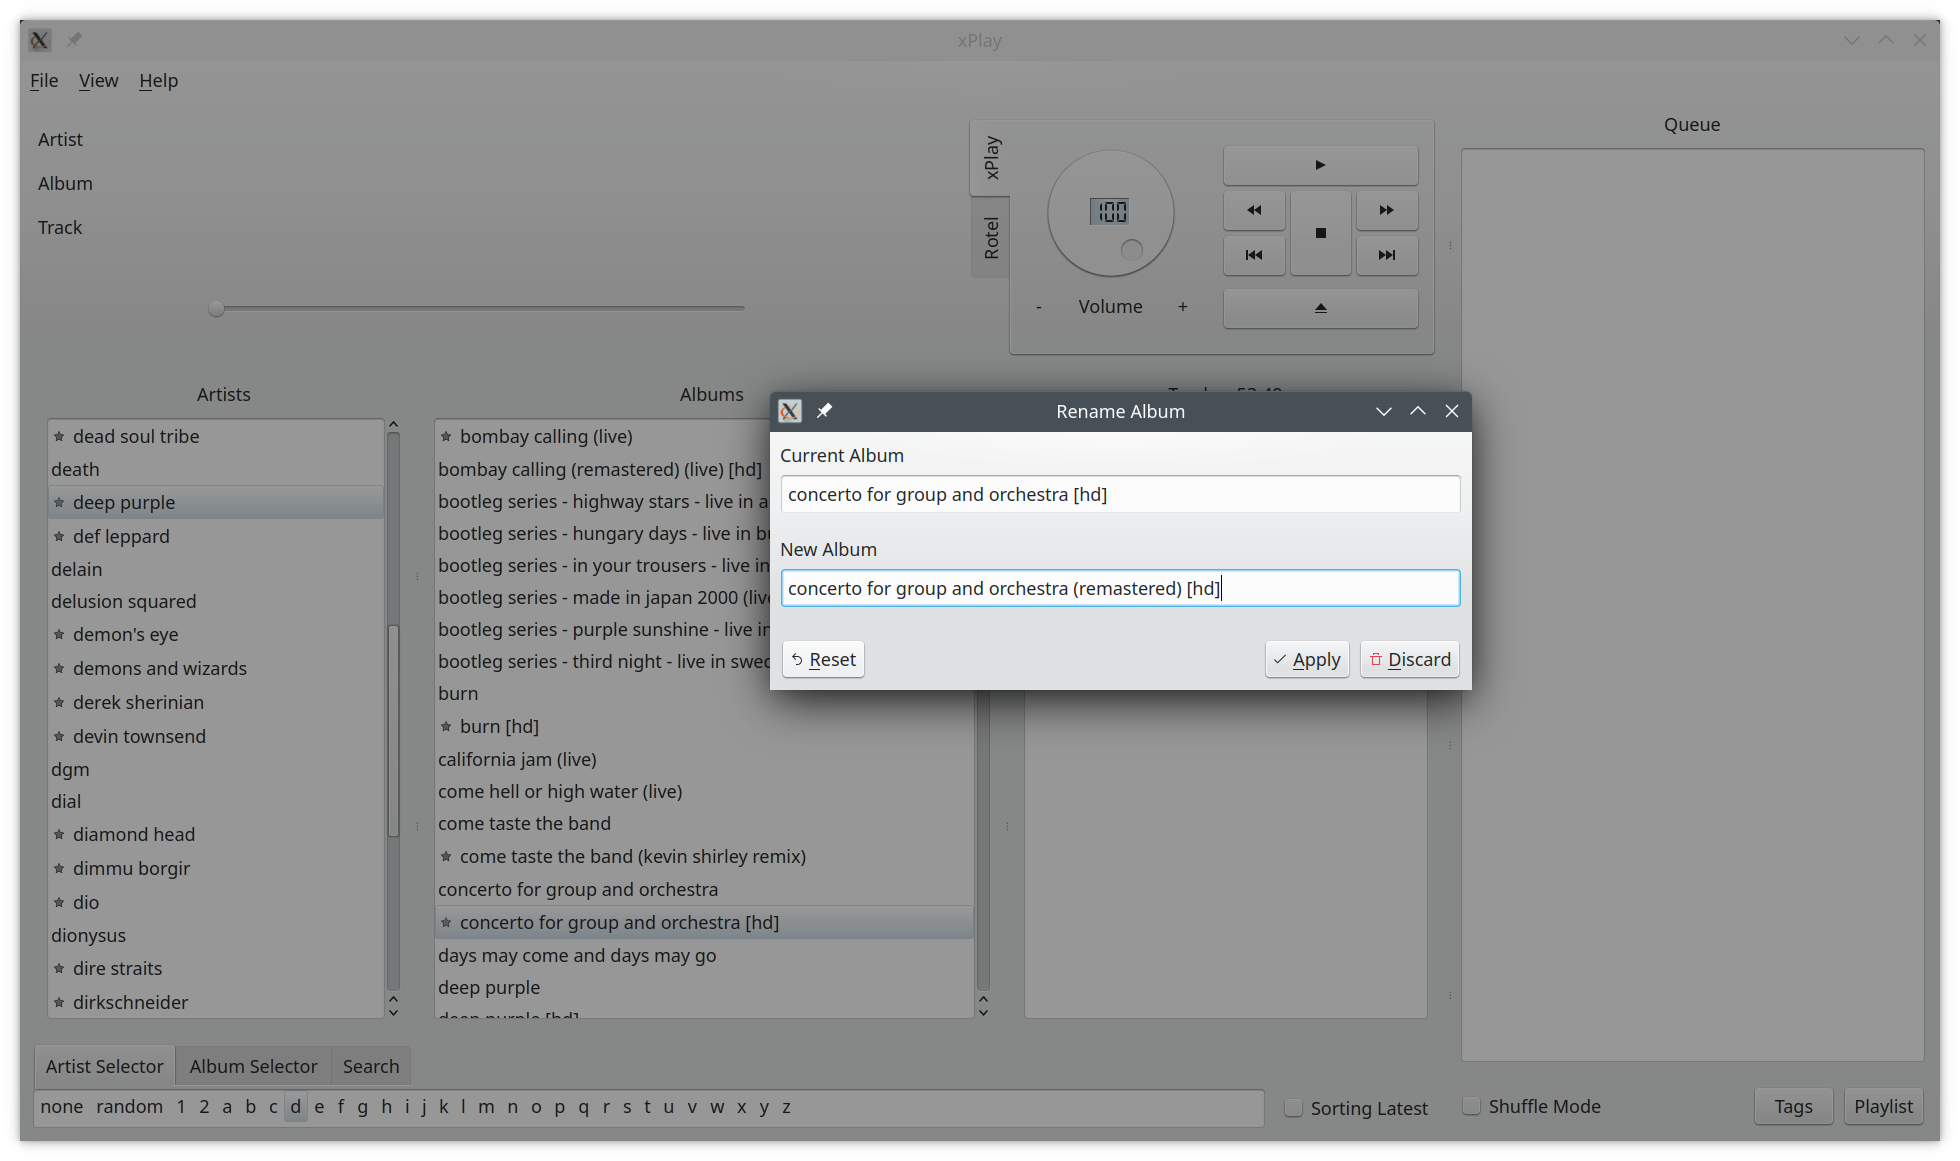 xPlay
File View Help
Artist
Album
Track
xPlay
Rotel
100
- Volume +
Queue
Artists
dead soul tribe
death
deep purple
def leppard
delain
delusion squared
demon's eye
demons and wizards
derek sherinian
devin townsend
dgm
dial
diamond head
dimmu borgir
dio
dionysus
dire straits
dirkschneider
Albums
bombay calling (live)
bombay calling (remastered) (live) [hd]
bootleg series - highway stars - live in a
bootleg series - hungary days - live in
bootleg series - in your trousers - live in
bootleg series - made in japan 2000
bootleg series - purple sunshine - live in
bootleg series - third night - live in
burn
burn [hd]
california jam (live)
come hell or high water (live)
come taste the band
come taste the band (kevin shirley remix)
concerto for group and orchestra
concerto for group and orchestra [hd]
days may come and days may go
deep purple
deep purple [hd]
Rename Album
Current Album
concerto for group and orchestra [hd]
New Album
concerto for group and orchestra (remastered) [hd]
Reset Apply Discard
Artist Selector Album Selector Search
none random 1 2 a b c d e f g h i j k l m n o p q r s t u v w x y z
Sorting Latest Shuffle Mode Tags Playlist